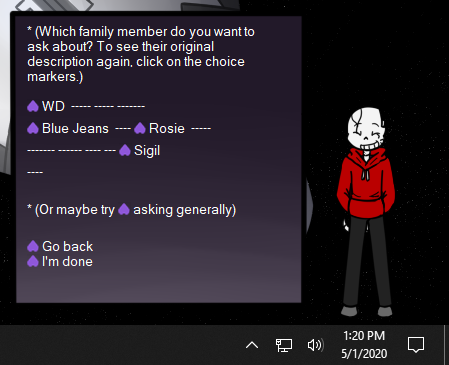 * (Which family member do you want to
ask about? To see their original
description again, click on the choice
markers.)
WD ---- ----- -------
Blue Jeans ---- Rosie -----
------- ------ ---- --- Sigil
----
* (Or maybe try asking generally)
Go back
I'm done
1:20 PM
5/1/2020